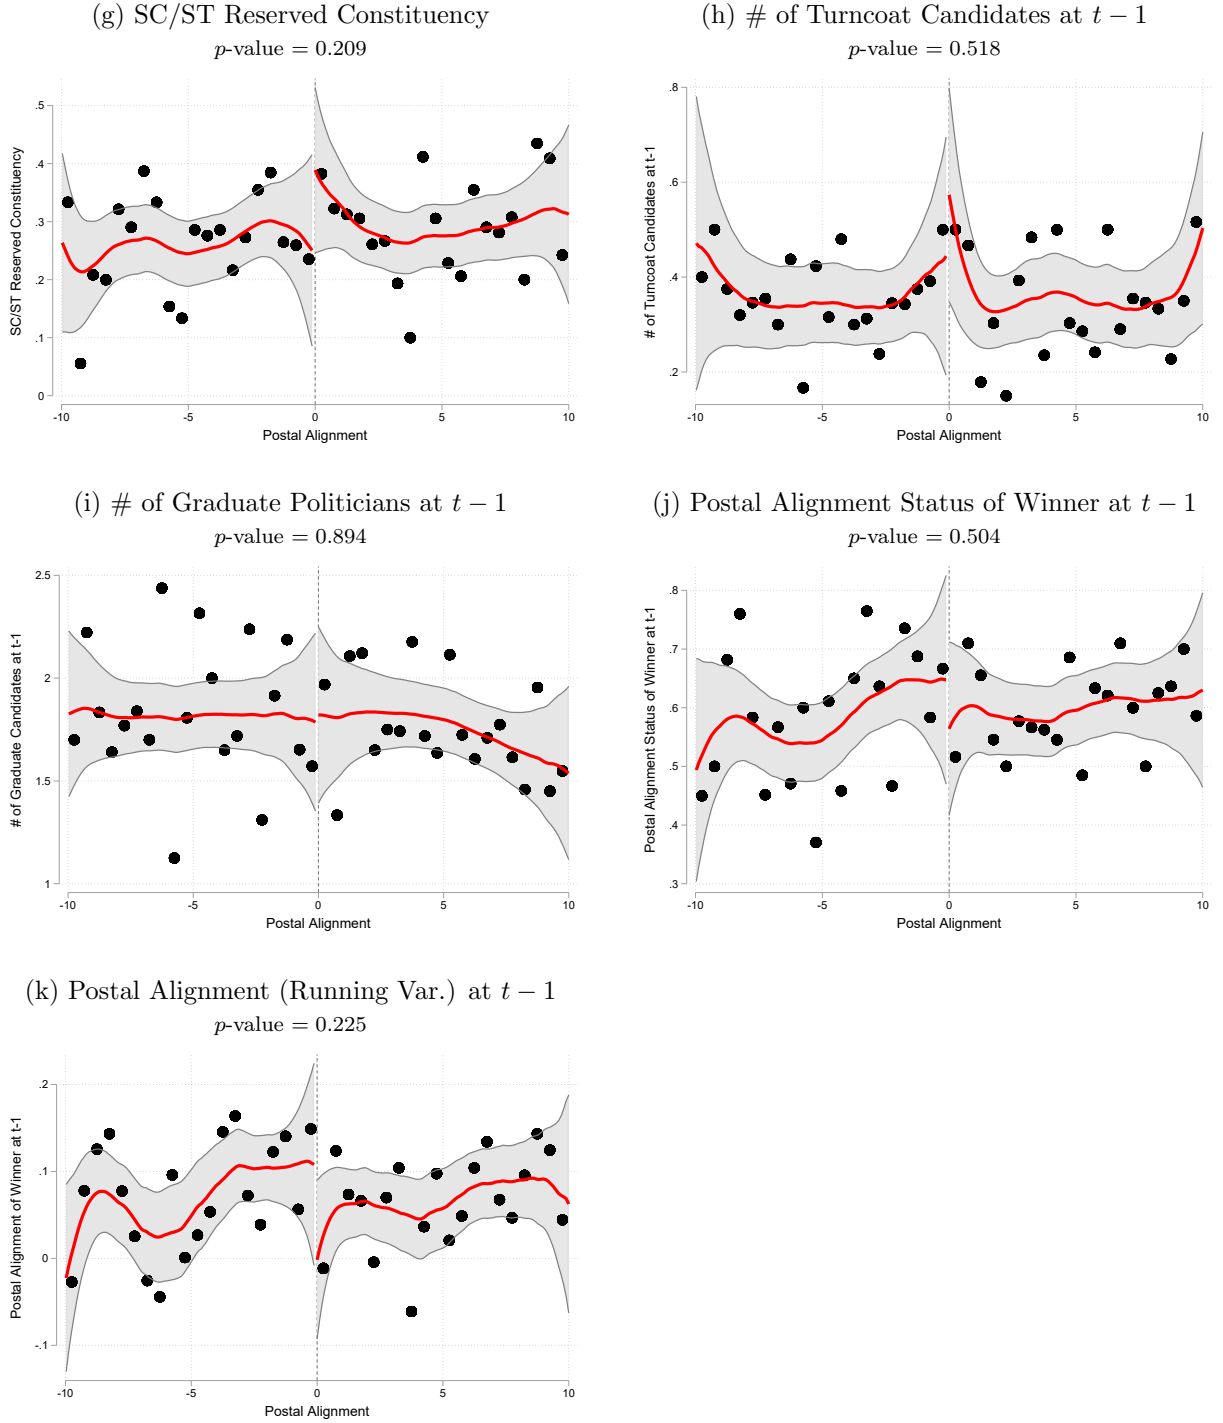 (g) SC/ST Reserved Constituency
p-value = 0.209
SC/ST Reserved Constituency
.5
.4
.3
.2
.1
0
-10 -5 0 5 10
Postal Alignment
(h) # of Turncoat Candidates at t − 1
p-value = 0.518
# of Turncoat Candidates at t-1
.8
.6
.4
.2
-10 -5 0 5 10
Postal Alignment
(i) # of Graduate Politicians at t − 1
p-value = 0.894
# of Graduate Candidates at t-1
2.5
2
1.5
1
-10 -5 0 5 10
Postal Alignment
(j) Postal Alignment Status of Winner at t − 1
p-value = 0.504
Postal Alignment Status of Winner at t-1
.8
.7
.6
.5
.4
.3
-10 -5 0 5 10
Postal Alignment
(k) Postal Alignment (Running Var.) at t − 1
p-value = 0.225
Postal Alignment of Winner at t-1
.2
.1
0
-.1
-10 -5 0 5 10
Postal Alignment